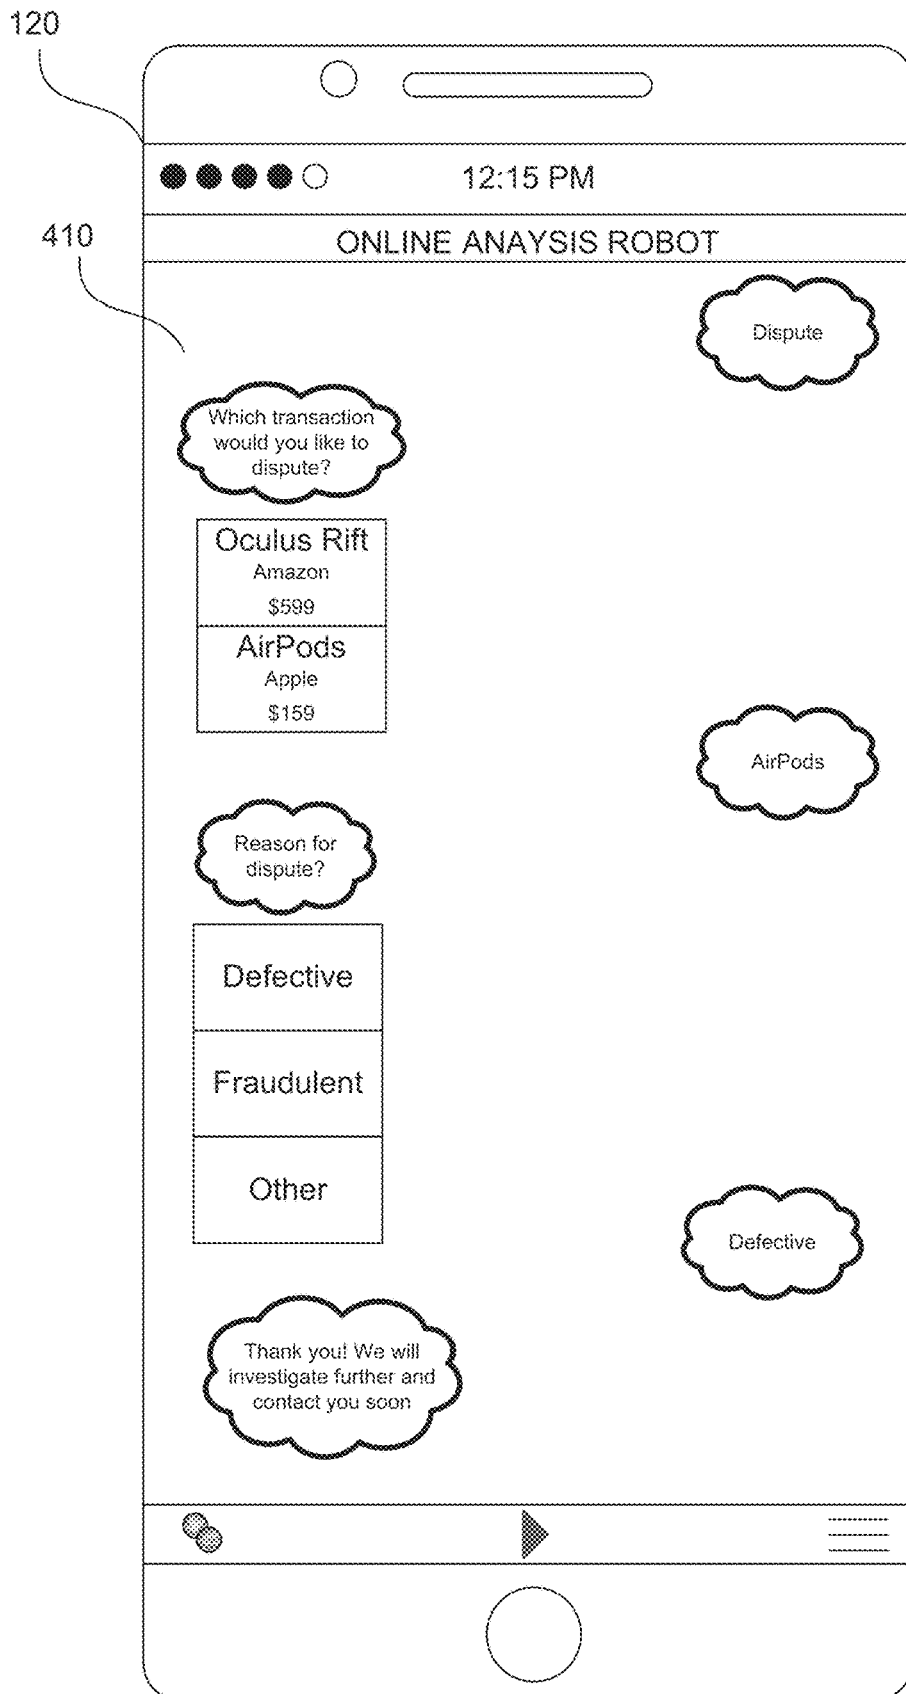 120
12:15 PM
410
ONLINE ANAYSIS ROBOT
Dispute
Which transaction
would you like to
dispute?
Oculus Rift
Amazon
$599
AirPods
Apple
$159
AirPods
Reason for
dispute?
Defective
Fraudulent
Other
Defective
Thank you! We will
investigate further and
contact you soon